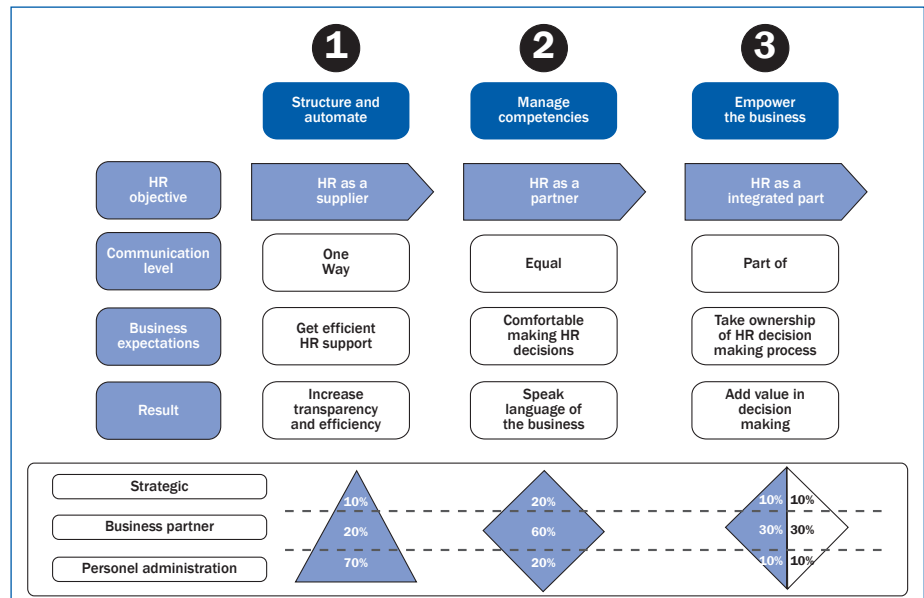 1
2
3
Structure and
automate
Manage
competencies
Empower
the business
HR
objective
HR as a
supplier
HR as a
partner
HR as a
integrated part
Communication
level
One
Way
Equal
Part of
Business
expectations
Get efficient
HR support
Comfortable
making HR
decisions
Take ownership
of HR decision
making process
Result
Increase
transparency
and efficiency
Speak
language of
the business
Add value in
decision
making
Strategic
10%
20%
10%
10%
Business partner
20%
60%
30%
30%
Personel administration
70%
20%
10%
10%